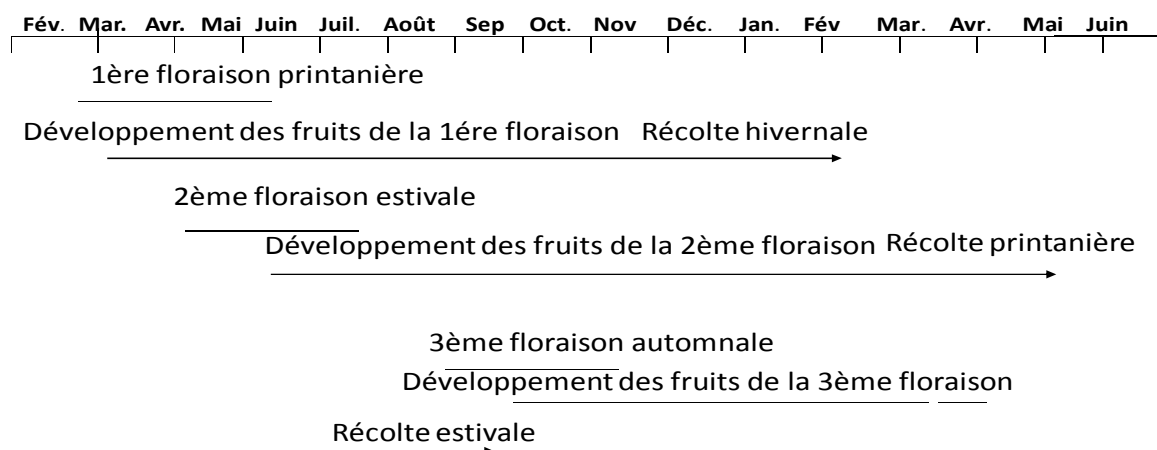 Fév. Mar. Avr. Mai Juin Juil. Août Sep Oct. Nov Déc. Jan. Fév Mar. Avr. Mai Juin
1ère floraison printanière
Développement des fruits de la 1ére floraison Récolte hivernale
2ème floraison estivale
Développement des fruits de la 2ème floraison Récolte printanière
3ème floraison automnale
Développement des fruits de la 3ème floraison
Récolte estivale